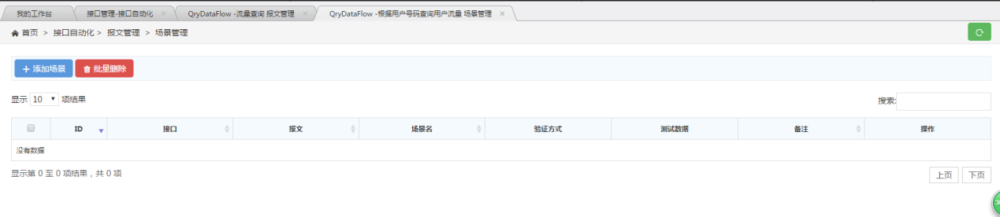 我的工作台 接口管理-接口自动化 × QryDataFlow -流量查询 报文管理 × QryDataFlow -根据用户号码查询用户流量 场景管理 ×
首页 > 接口自动化 > 报文管理 > 场景管理
添加场景 批量删除
显示 10 项结果 搜索:
ID 接口 报文 场景名 验证方式 测试数据 备注 操作
没有数据
显示第 0 至 0 项结果，共 0 项 上页 下页